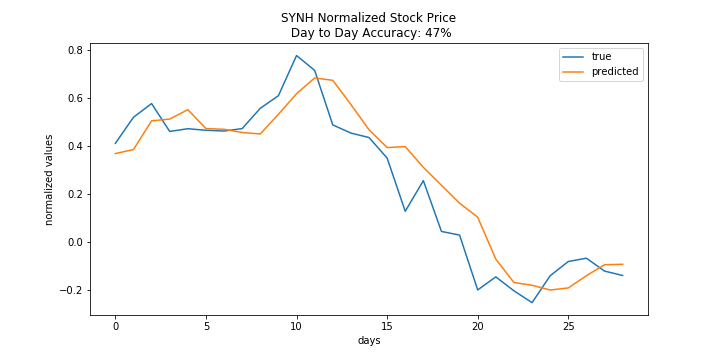 SYNH Normalized Stock Price
Day to Day Accuracy: 47%
true
predicted
normalized values
0.8
0.6
0.4
0.2
0.0
−0.2
0 5 10 15 20 25
days